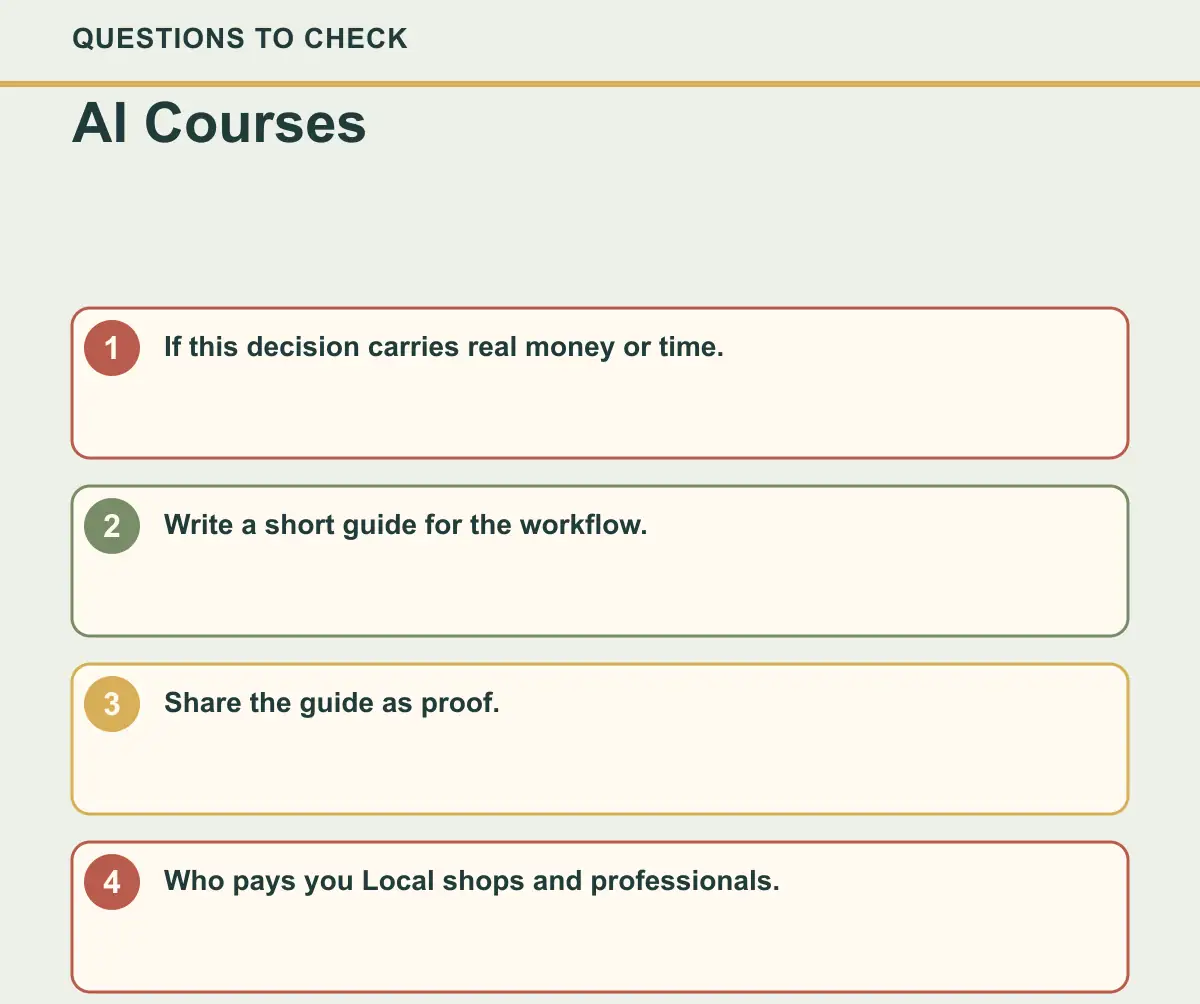 QUESTIONS TO CHECK
AI Courses
1 If this decision carries real money or time.
2 Write a short guide for the workflow.
3 Share the guide as proof.
4 Who pays you Local shops and professionals.